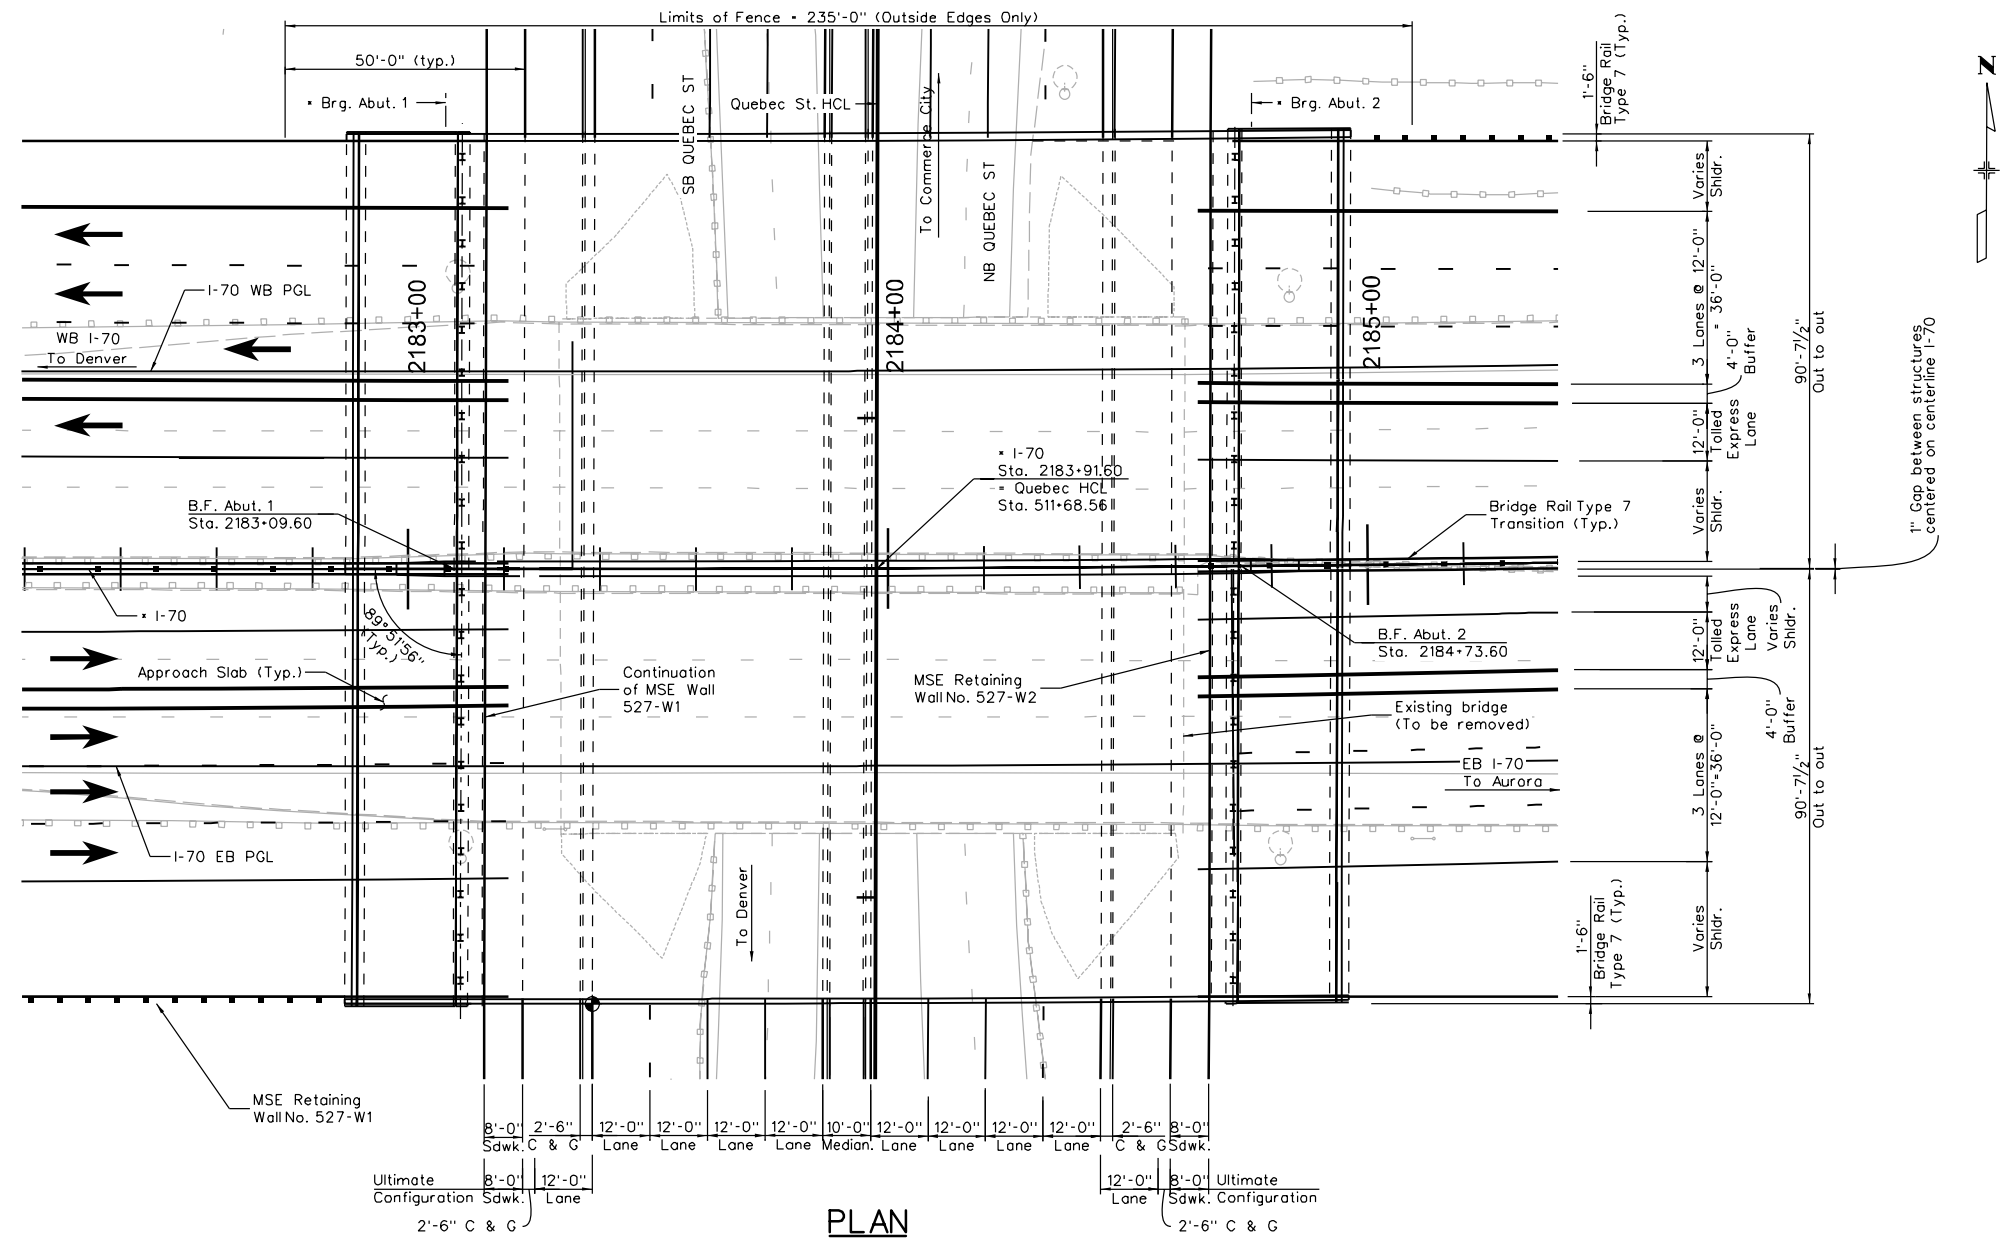 Limits of Fence = 235'-0" (Outside Edges Only)
50'-0" (typ.)
Brg. Abut. 1
SB QUEBEC ST
Quebec St. HCL
To Commerce City
NB QUEBEC ST
Brg. Abut. 2
1'-6"
Bridge Rail
Type 7 (Typ.)
N
Varies
Shldr.
3 Lanes @ 12'-0"
= 36'-0"
4'-0"
Buffer
12'-0"
Tolled
Express
Lane
Varies
Shldr.
90'-7 1/2"
Out to out
1" Gap between structures
centered on centerline I-70
I-70 WB PGL
WB I-70
To Denver
2183+00
2184+00
2185+00
I-70
Sta. 2183+91.60
= Quebec HCL
Sta. 511+68.56
B.F. Abut. 1
Sta. 2183+09.60
Bridge Rail Type 7
Transition (Typ.)
I-70
89°51'56"
(Typ.)
B.F. Abut. 2
Sta. 2184+73.60
Approach Slab (Typ.)
Continuation
of MSE Wall
527-W1
MSE Retaining
Wall No. 527-W2
Existing bridge
(To be removed)
EB I-70
To Aurora
I-70 EB PGL
To Denver
12'-0"
Tolled
Express
Lane
Varies
Shldr.
4'-0"
Buffer
3 Lanes @
12'-0"=36'-0"
90'-7 1/2"
Out to out
Varies
Shldr.
1'-6"
Bridge Rail
Type 7 (Typ.)
MSE Retaining
Wall No. 527-W1
8'-0" 2'-6" 12'-0" 12'-0" 12'-0" 12'-0" 10'-0" 12'-0" 12'-0" 12'-0" 12'-0" 2'-6" 8'-0"
Sdwk. C & G Lane Lane Lane Lane Median. Lane Lane Lane Lane C & G Sdwk.
Ultimate 8'-0" 12'-0" 12'-0" 8'-0" Ultimate
Configuration Sdwk. Lane Lane Sdwk. Configuration
2'-6" C & G 2'-6" C & G
PLAN